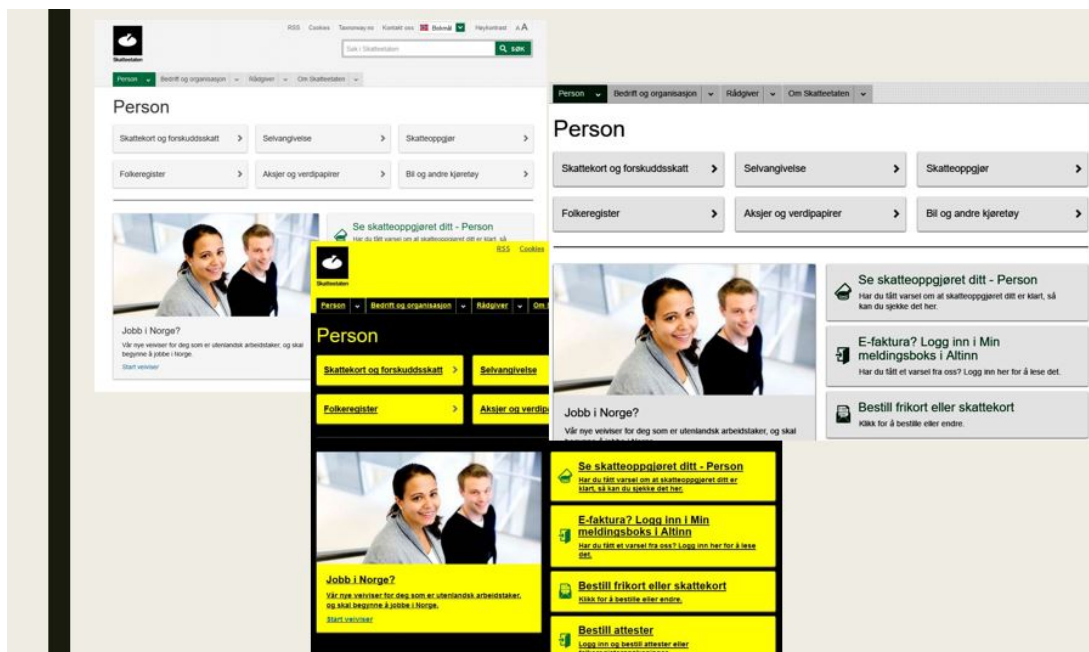 RSS Cookies Tax norway.no Kontakt oss Bokmål Høykontrast A A
Skatteetaten
Søk i Skatteetaten SØK
Person Bedrift og organisasjon Rådgiver Om Skatteetaten
Person
Skattekort og forskuddsskatt Selvangivelse Skatteoppgjør
Folkeregister Aksjer og verdipapirer Bil og andre kjøretøy
Se skatteoppgjøret ditt - Person
Har du fått varsel om at skatteoppgjøret ditt er klart, så
Jobb i Norge?
Vår nye veiviser for deg som er utenlandsk arbeidstaker, og skal
begynne å jobbe i Norge.
Start veiviser
Person Bedrift og organisasjon Rådgiver Om Skatteetaten
Person
Skattekort og forskuddsskatt Selvangivelse Skatteoppgjør
Folkeregister Aksjer og verdipapirer Bil og andre kjøretøy
Se skatteoppgjøret ditt - Person
Har du fått varsel om at skatteoppgjøret ditt er klart, så
kan du sjekke det her.
E-faktura? Logg inn i Min
meldingsboks i Altinn
Har du fått et varsel fra oss? Logg inn her for å lese det.
Bestill frikort eller skattekort
Klikk for å bestille eller endre.
Jobb i Norge?
Vår nye veiviser for deg som er utenlandsk arbeidstaker, og skal
begynne å jobbe i Norge.
RSS Cookies
Skatteetaten
Person Bedrift og organisasjon Rådgiver Om
Person
Skattekort og forskuddsskatt Selvangivelse
Folkeregister Aksjer og verdip
Se skatteoppgjøret ditt - Person
Har du fått varsel om at skatteoppgjøret ditt er
klart, så kan du sjekke det her.
E-faktura? Logg inn i Min
meldingsboks i Altinn
Har du fått et varsel fra oss? Logg inn her for å lese
det.
Bestill frikort eller skattekort
Klikk for å bestille eller endre.
Bestill attester
Logg inn og bestill attester eller
Jobb i Norge?
Vår nye veiviser for deg som er utenlandsk arbeidstaker,
og skal begynne å jobbe i Norge.
Start veiviser